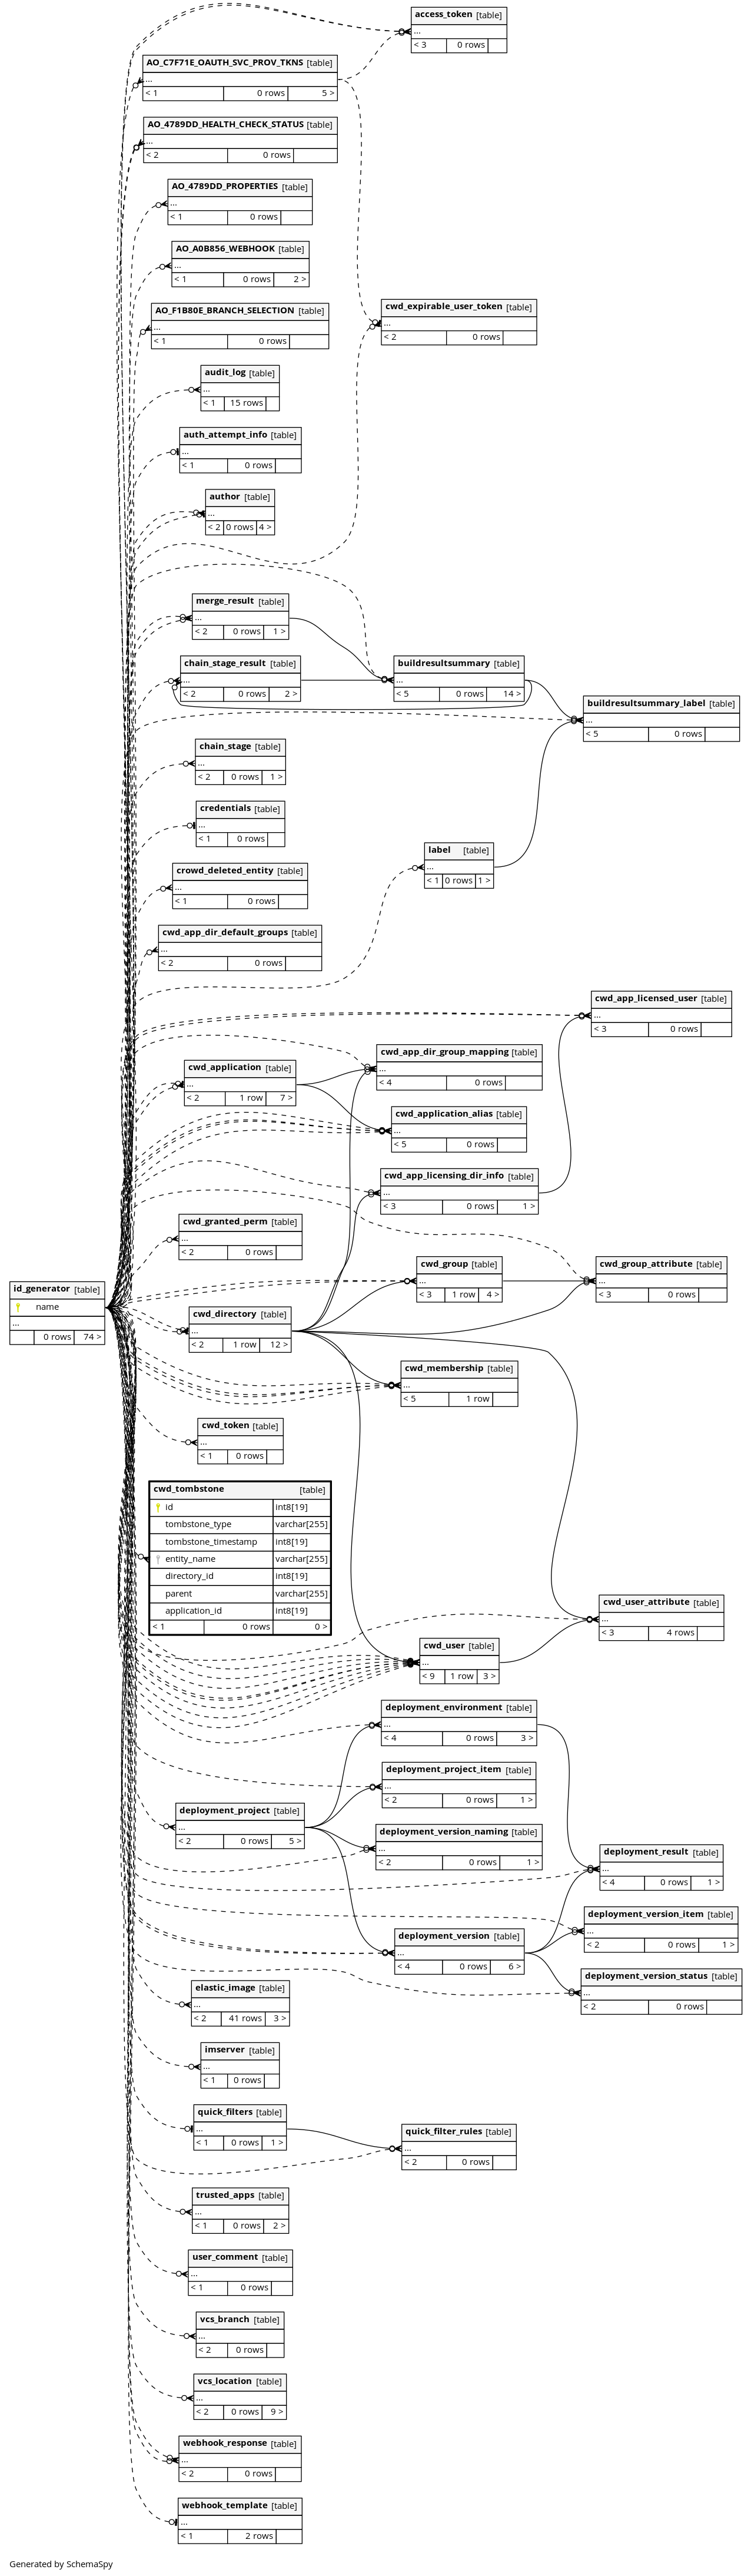 access_token [table]
...
< 3 0 rows
AO_C7F71E_OAUTH_SVC_PROV_TKNS [table]
...
< 1 0 rows 5 >
AO_4789DD_HEALTH_CHECK_STATUS [table]
...
< 2 0 rows
AO_4789DD_PROPERTIES [table]
...
< 1 0 rows
AO_A0B856_WEBHOOK [table]
...
< 1 0 rows 2 >
AO_F1B80E_BRANCH_SELECTION [table]
...
< 1 0 rows
cwd_expirable_user_token [table]
...
< 2 0 rows
audit_log [table]
...
< 1 15 rows
auth_attempt_info [table]
...
< 1 0 rows
author [table]
...
< 2 0 rows 4 >
merge_result [table]
...
< 2 0 rows 1 >
chain_stage_result [table]
...
< 2 0 rows 2 >
buildresultsummary [table]
...
< 5 0 rows 14 >
buildresultsummary_label [table]
...
< 5 0 rows
chain_stage [table]
...
< 2 0 rows 1 >
credentials [table]
...
< 1 0 rows
label [table]
...
< 1 0 rows 1 >
crowd_deleted_entity [table]
...
< 1 0 rows
cwd_app_dir_default_groups [table]
...
< 2 0 rows
cwd_app_licensed_user [table]
...
< 3 0 rows
cwd_application [table]
...
< 2 1 row 7 >
cwd_app_dir_group_mapping [table]
...
< 4 0 rows
cwd_application_alias [table]
...
< 5 0 rows
cwd_app_licensing_dir_info [table]
...
< 3 0 rows 1 >
cwd_granted_perm [table]
...
< 2 0 rows
cwd_group [table]
...
< 3 1 row 4 >
cwd_group_attribute [table]
...
< 3 0 rows
id_generator [table]
name
...
0 rows 74 >
cwd_directory [table]
...
< 2 1 row 12 >
cwd_membership [table]
...
< 5 1 row
cwd_token [table]
...
< 1 0 rows
cwd_tombstone [table]
id int8[19]
tombstone_type varchar[255]
tombstone_timestamp int8[19]
entity_name varchar[255]
directory_id int8[19]
parent varchar[255]
application_id int8[19]
< 1 0 rows 0 >
cwd_user_attribute [table]
...
< 3 4 rows
cwd_user [table]
...
< 9 1 row 3 >
deployment_environment [table]
...
< 4 0 rows 3 >
deployment_project_item [table]
...
< 2 0 rows 1 >
deployment_project [table]
...
< 2 0 rows 5 >
deployment_version_naming [table]
...
< 2 0 rows 1 >
deployment_result [table]
...
< 4 0 rows 1 >
deployment_version_item [table]
...
< 2 0 rows 1 >
deployment_version [table]
...
< 4 0 rows 6 >
deployment_version_status [table]
...
< 2 0 rows
elastic_image [table]
...
< 2 41 rows 3 >
imserver [table]
...
< 1 0 rows
quick_filters [table]
...
< 1 0 rows 1 >
quick_filter_rules [table]
...
< 2 0 rows
trusted_apps [table]
...
< 1 0 rows 2 >
user_comment [table]
...
< 1 0 rows
vcs_branch [table]
...
< 2 0 rows
vcs_location [table]
...
< 2 0 rows 9 >
webhook_response [table]
...
< 2 0 rows
webhook_template [table]
...
< 1 2 rows
Generated by SchemaSpy